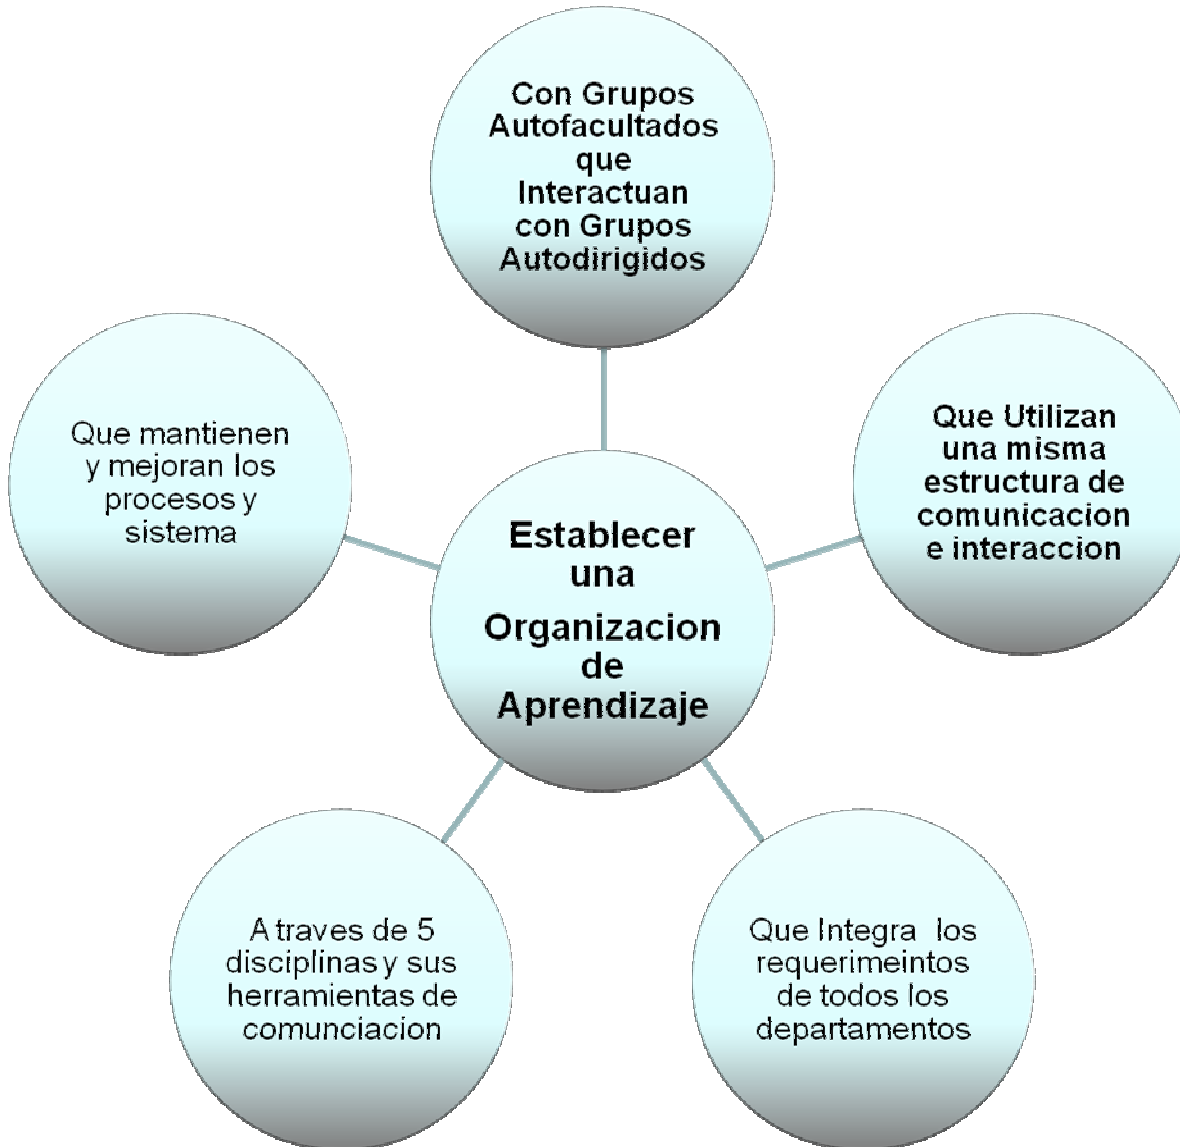 Con Grupos
Autofacultados
que
Interactuan
con Grupos
Autodirigidos
Que mantienen
y mejoran los
procesos y
sistema
Que Utilizan
una misma
estructura de
comunicacion
e interaccion
Establecer
una
Organizacion
de
Aprendizaje
A traves de 5
disciplinas y sus
herramientas de
comunciacion
Que Integra los
requerimeintos
de todos los
departamentos